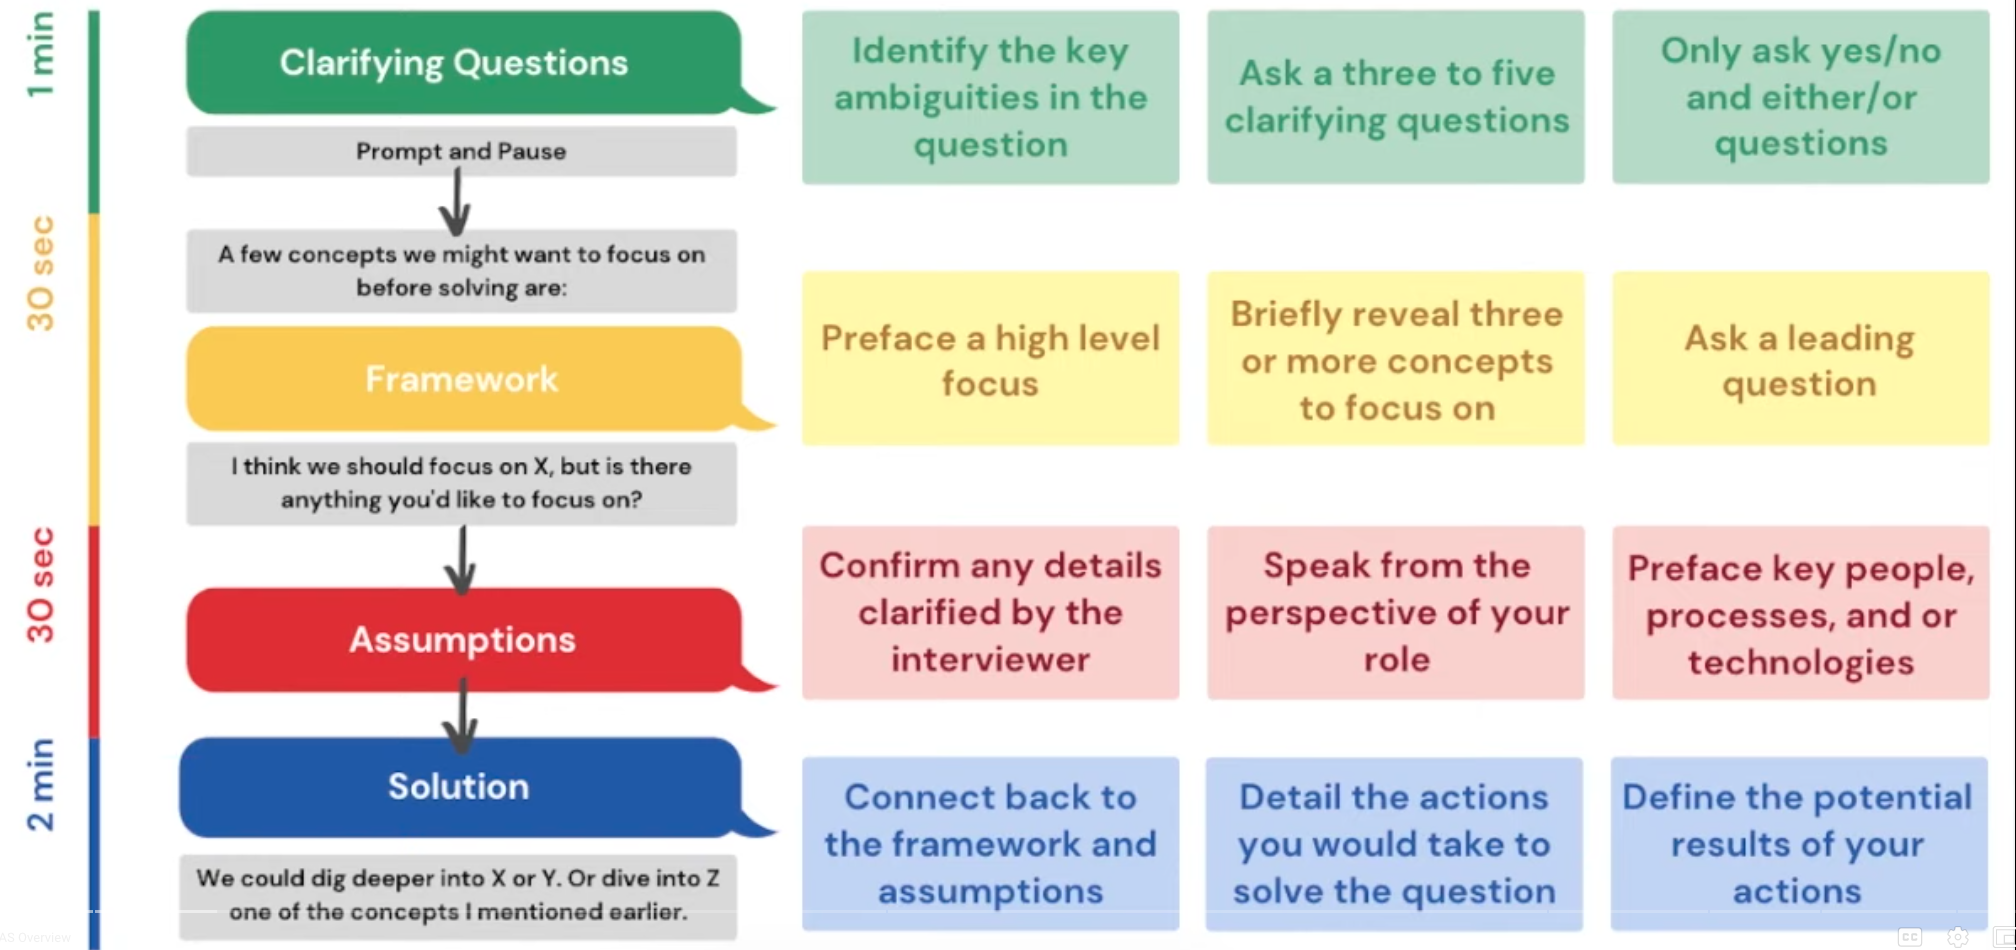 1 min
Clarifying Questions
Prompt and Pause
Identify the key
ambiguities in the
question
Ask a three to five
clarifying questions
Only ask yes/no
and either/or
questions
30 sec
A few concepts we might want to focus on
before solving are:
Framework
I think we should focus on X, but is there
anything you'd like to focus on?
Preface a high level
focus
Briefly reveal three
or more concepts
to focus on
Ask a leading
question
30 sec
Assumptions
Confirm any details
clarified by the
interviewer
Speak from the
perspective of your
role
Preface key people,
processes, and or
technologies
2 min
Solution
We could dig deeper into X or Y. Or dive into Z
one of the concepts I mentioned earlier.
Connect back to
the framework and
assumptions
Detail the actions
you would take to
solve the question
Define the potential
results of your
actions
AS Overview
CC